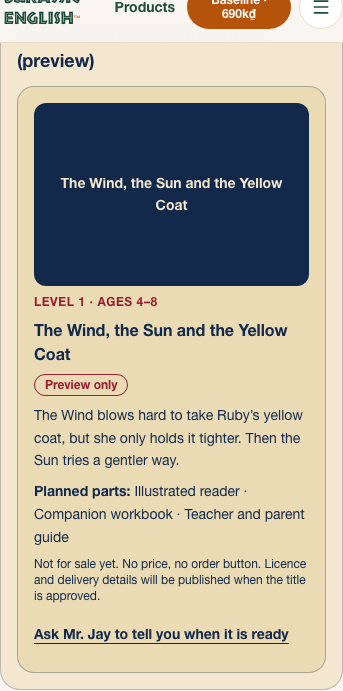 JURASSIC
ENGLISH™
Products
Baseline ·
690k₫
(preview)
The Wind, the Sun and the Yellow
Coat
LEVEL 1 · AGES 4–8
The Wind, the Sun and the Yellow
Coat
Preview only
The Wind blows hard to take Ruby’s yellow
coat, but she only holds it tighter. Then the
Sun tries a gentler way.
Planned parts: Illustrated reader ·
Companion workbook · Teacher and parent
guide
Not for sale yet. No price, no order button. Licence
and delivery details will be published when the title
is approved.
Ask Mr. Jay to tell you when it is ready